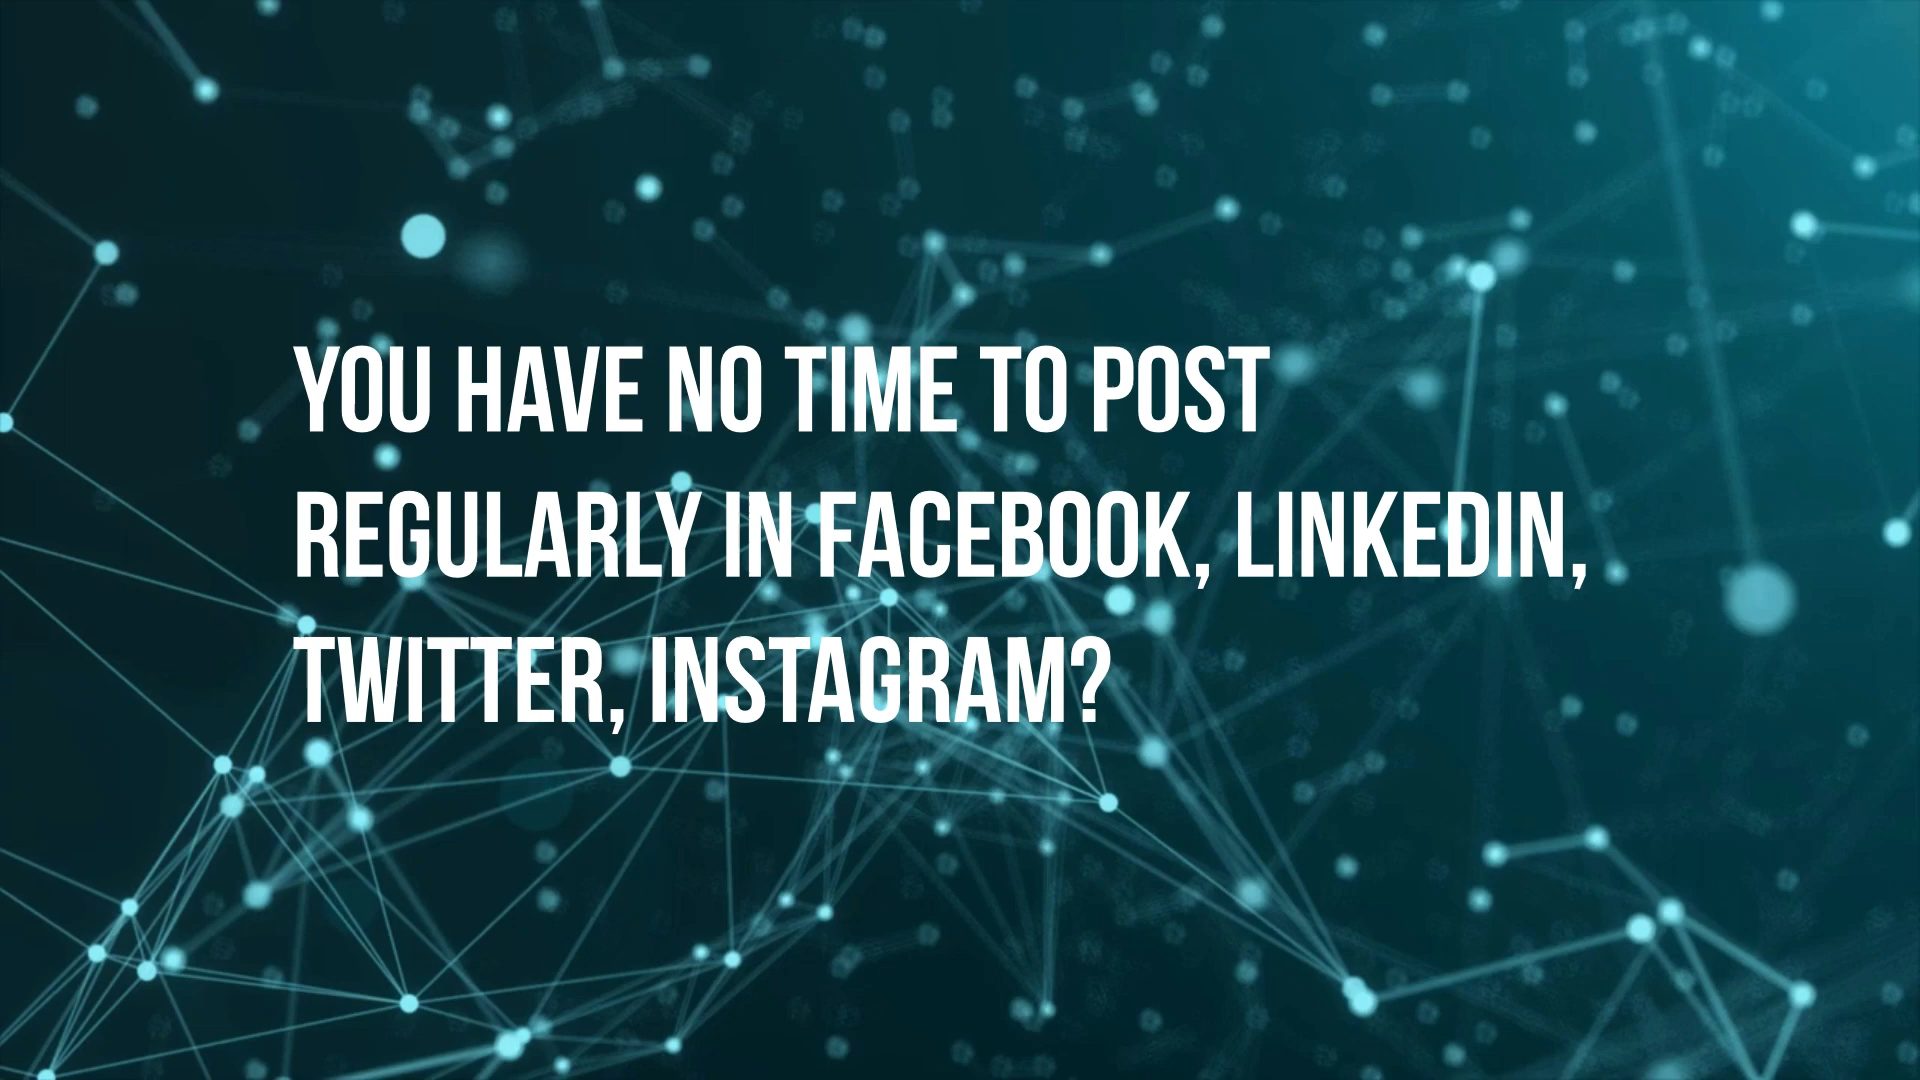 YOU HAVE NO TIME TO POST
REGULARLY IN FACEBOOK, LINKEDIN,
TWITTER, INSTAGRAM?